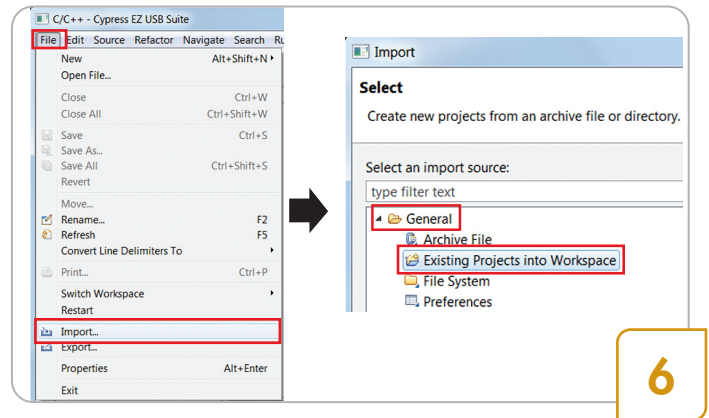 C/C++ - Cypress EZ USB Suite
File Edit Source Refactor Navigate Search
New Alt+Shift+N
Open File...
Close Ctrl+W
Close All Ctrl+Shift+W
Save Ctrl+S
Save As...
Save All Ctrl+Shift+S
Revert
Move...
Rename... F2
Refresh F5
Convert Line Delimiters To
Print... Ctrl+P
Switch Workspace
Restart
Import...
Export...
Properties Alt+Enter
Exit
Import
Select
Create new projects from an archive file or directory.
Select an import source:
type filter text
General
Archive File
Existing Projects into Workspace
File System
Preferences
6